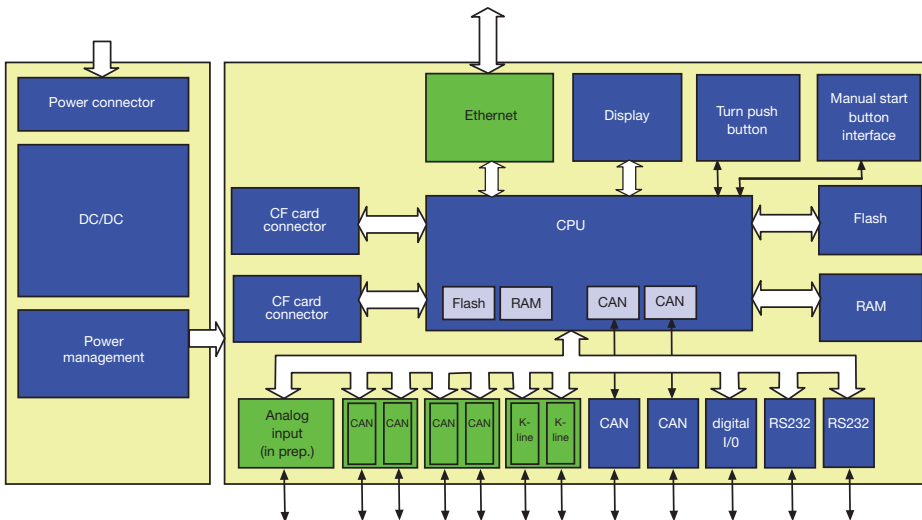 Power connector
DC/DC
Power
management
Ethernet
Display
Turn push
button
Manual start
button
interface
CF card
connector
CPU
Flash
CF card
connector
Flash
RAM
CAN
CAN
RAM
Analog
input
(in prep.)
CAN
CAN
CAN
CAN
K-
line
K-
line
CAN
CAN
digital
I/0
RS232
RS232